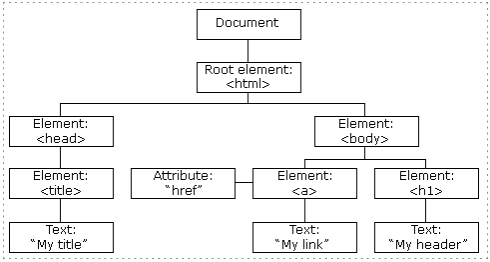 Document
Root element:
<html>
Element:
<head>
Element:
<body>
Element:
<title>
Attribute:
“href”
Element:
<a>
Element:
<h1>
Text:
“My title”
Text:
“My link”
Text:
“My header”